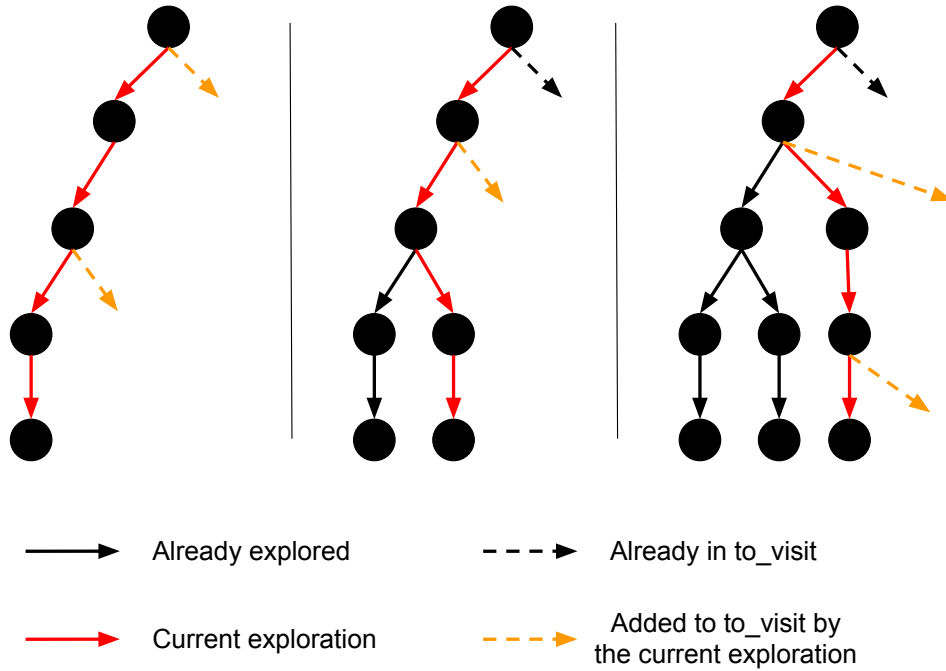 Already explored
Already in to_visit
Current exploration
Added to to_visit by
the current exploration